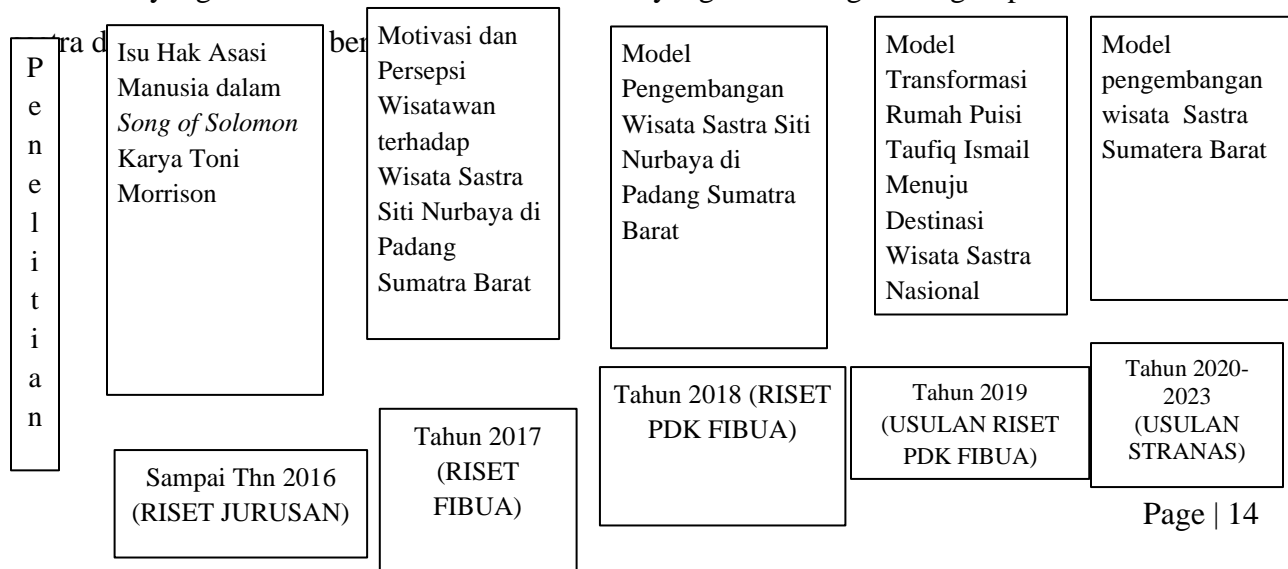 P
e
n
e
l
i
t
i
a
n
Isu Hak Asasi
Manusia dalam
Song of Solomon
Karya Toni
Morrison
Motivasi dan
Persepsi
Wisatawan
terhadap
Wisata Sastra
Siti Nurbaya di
Padang
Sumatra Barat
Model
Pengembangan
Wisata Sastra Siti
Nurbaya di
Padang Sumatra
Barat
Model
Transformasi
Rumah Puisi
Taufiq Ismail
Menuju
Destinasi
Wisata Sastra
Nasional
Model
pengembangan
wisata Sastra
Sumatera Barat
Sampai Thn 2016
(RISET JURUSAN)
Tahun 2017
(RISET
FIBUA)
Tahun 2018 (RISET
PDK FIBUA)
Tahun 2019
(USULAN RISET
PDK FIBUA)
Tahun 2020-
2023
(USULAN
STRANAS)
Page | 14